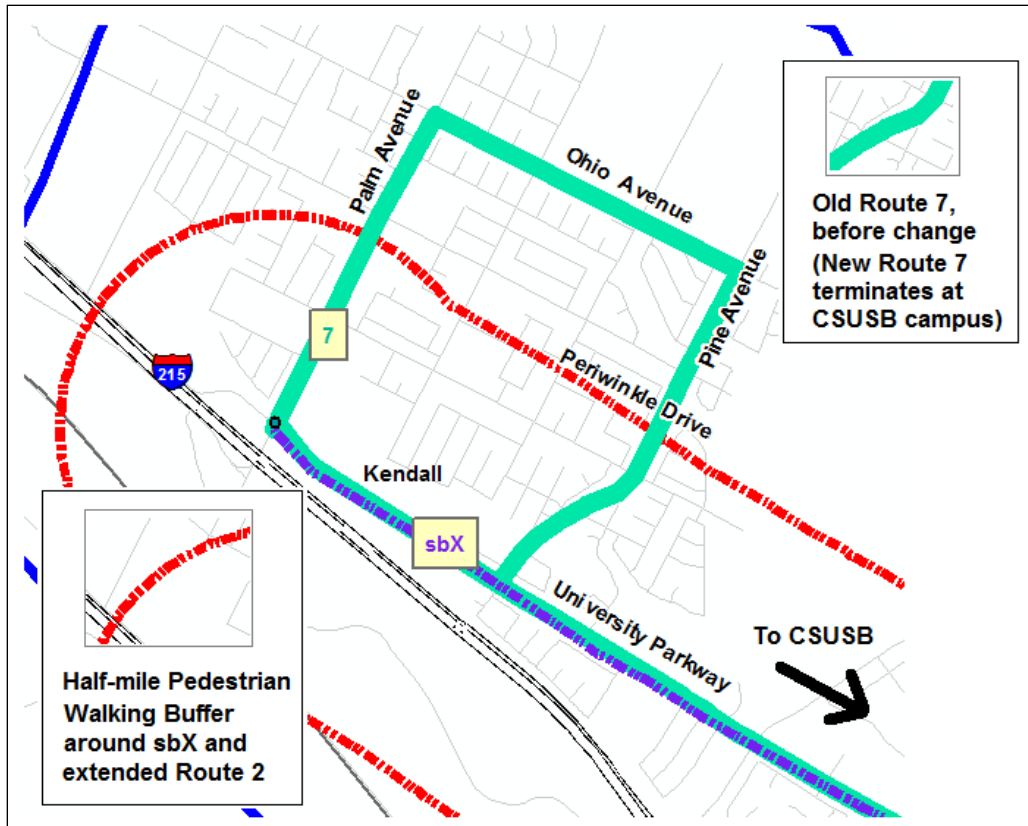 Palm Avenue
Ohio Avenue
Pine Avenue
Periwinkle Drive
7
215
Kendall
sbX
University Parkway
To CSUSB
Old Route 7,
before change
(New Route 7
terminates at
CSUSB campus)
Half-mile Pedestrian
Walking Buffer
around sbX and
extended Route 2